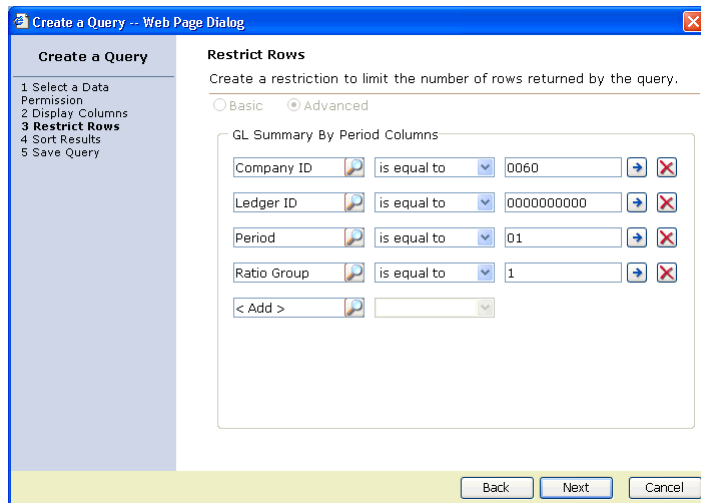 Create a Query -- Web Page Dialog
Create a Query
1 Select a Data
Permission
2 Display Columns
3 Restrict Rows
4 Sort Results
5 Save Query
Restrict Rows
Create a restriction to limit the number of rows returned by the query.
Basic Advanced
GL Summary By Period Columns
Company ID is equal to 0060
Ledger ID is equal to 0000000000
Period is equal to 01
Ratio Group is equal to 1
< Add >
Back Next Cancel